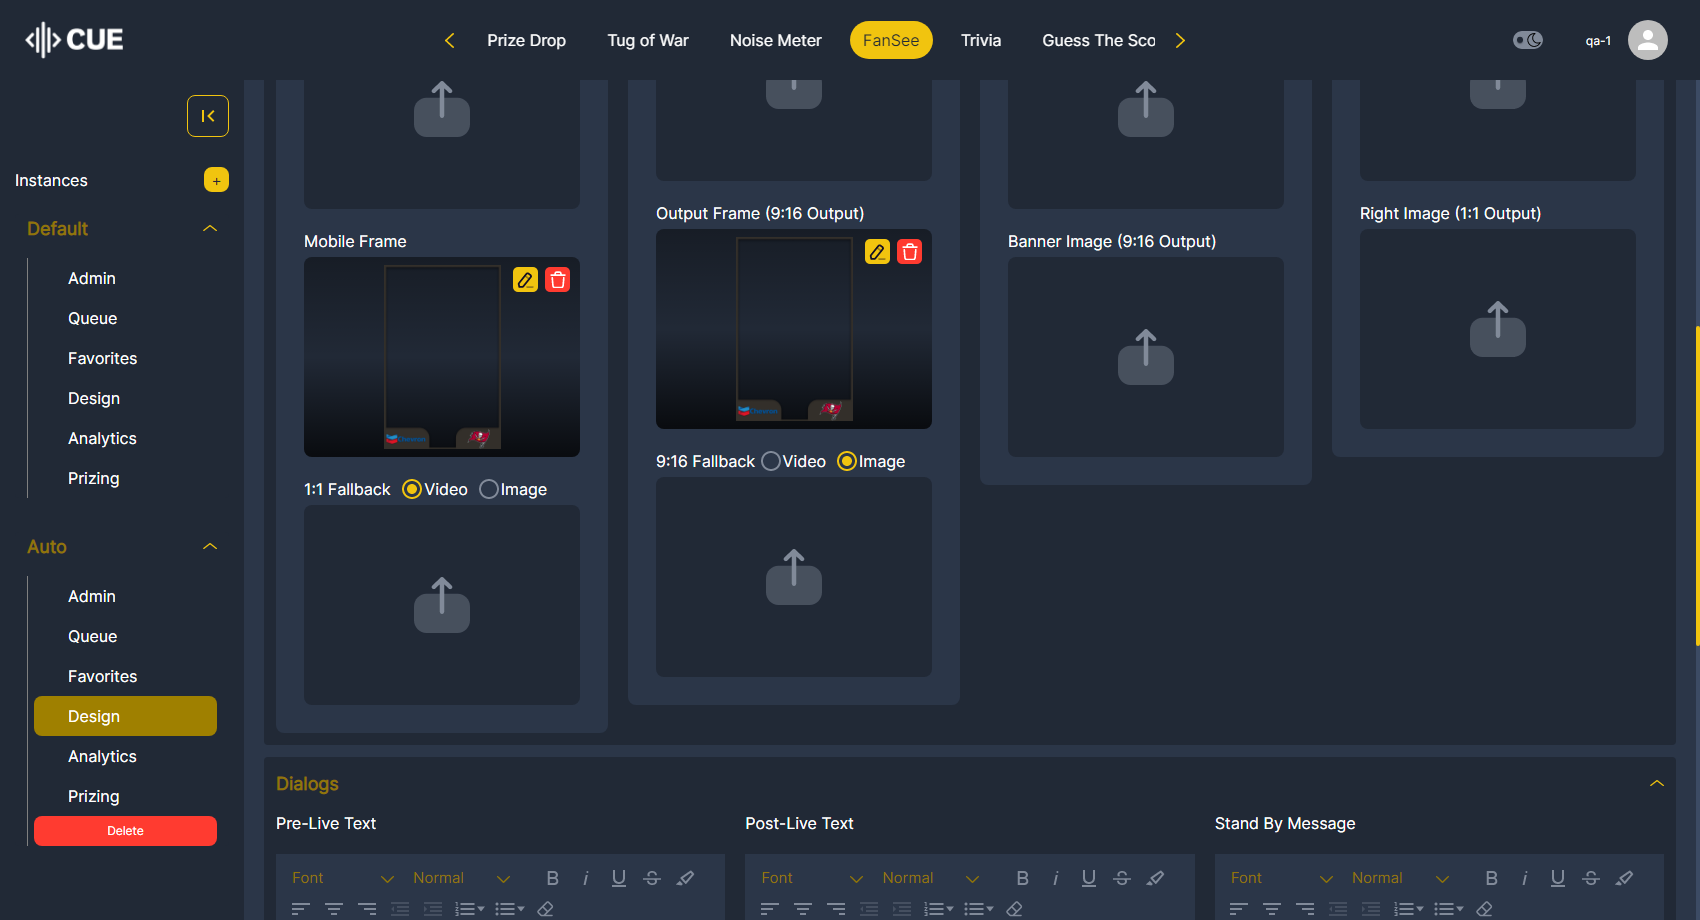 CUE
Prize Drop
Tug of War
Noise Meter
FanSee
Trivia
Guess The Sco
qa-1
Instances
+
Default
Admin
Queue
Favorites
Design
Analytics
Prizing
Auto
Admin
Queue
Favorites
Design
Analytics
Prizing
Delete
Mobile Frame
1:1 Fallback Video Image
Output Frame (9:16 Output)
9:16 Fallback Video Image
Banner Image (9:16 Output)
Right Image (1:1 Output)
Dialogs
Pre-Live Text
Font Normal B i U S
Post-Live Text
Font Normal B i U S
Stand By Message
Font Normal B i U S